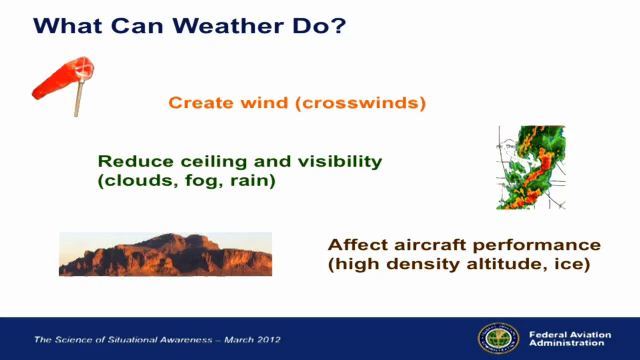 What Can Weather Do?
Create wind (crosswinds)
Reduce ceiling and visibility
(clouds, fog, rain)
Affect aircraft performance
(high density altitude, ice)
The Science of Situational Awareness – March 2012
Federal Aviation
Administration